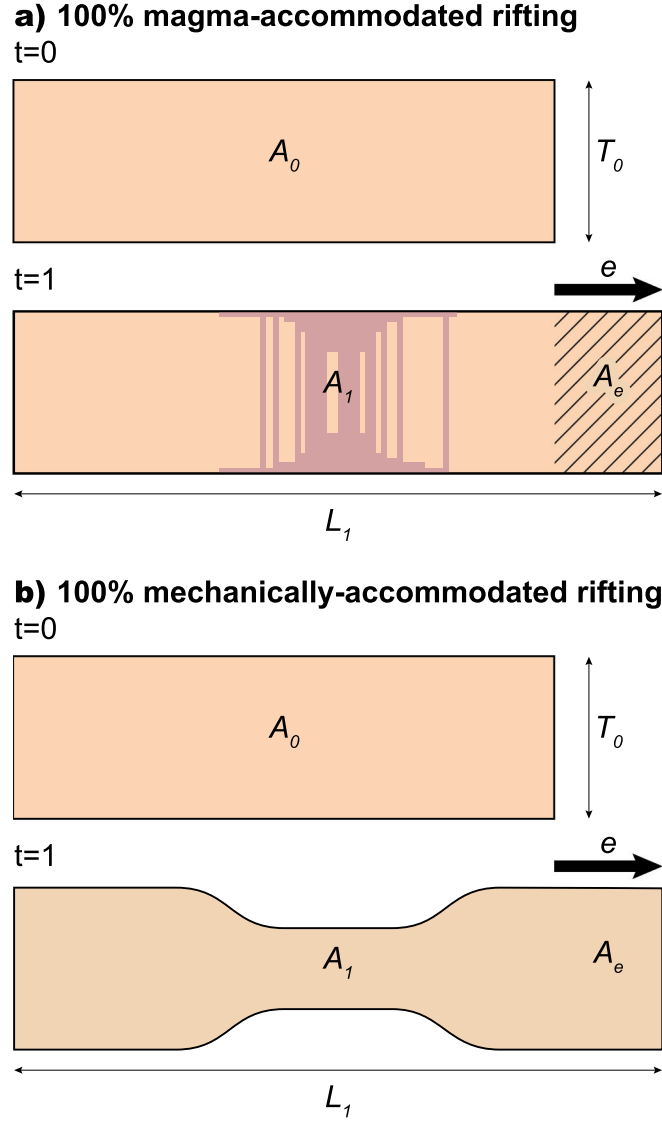 a) 100% magma-accommodated rifting
t=0
A0
T0
t=1
e
A1
Ae
L1
b) 100% mechanically-accommodated rifting
t=0
A0
T0
t=1
e
A1
Ae
L1